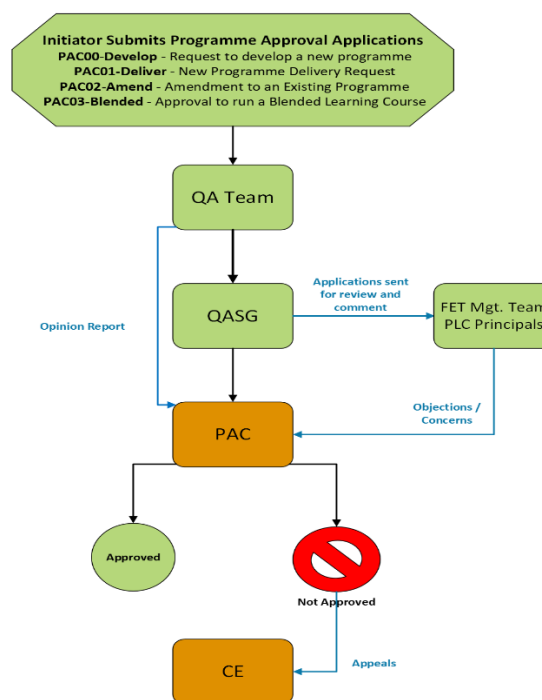 Initiator Submits Programme Approval Applications
PAC00-Develop - Request to develop a new programme
PAC01-Deliver - New Programme Delivery Request
PAC02-Amend - Amendment to an Existing Programme
PAC03-Blended - Approval to run a Blended Learning Course
QA Team
Applications sent
for review and
comment
QASG
FET Mgt. Team
PLC Principals
Opinion Report
Objections /
Concerns
PAC
Approved
Not Approved
Appeals
CE